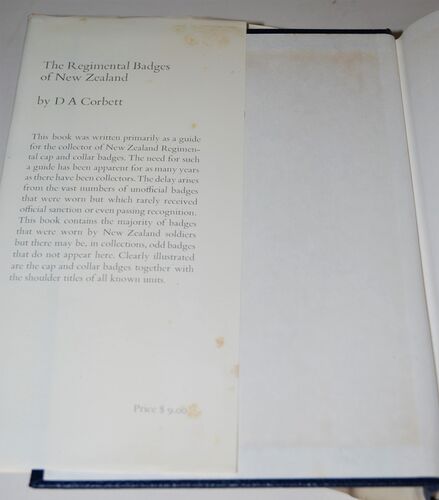 The Regimental Badges
of New Zealand
by D A Corbett
This book was written primarily as a guide
for the collector of New Zealand Regimen-
tal cap and collar badges. The need for such
a guide has been apparent for as many years
as there have been collectors. The delay arises
from the vast numbers of unofficial badges
that were worn but which rarely received
official sanction or even passing recognition.
This book contains the majority of badges
that were worn by New Zealand soldiers
but there may be, in collections, odd badges
that do not appear here. Clearly illustrated
are the cap and collar badges together with
the shoulder titles of all known units.
Price $ 9.00